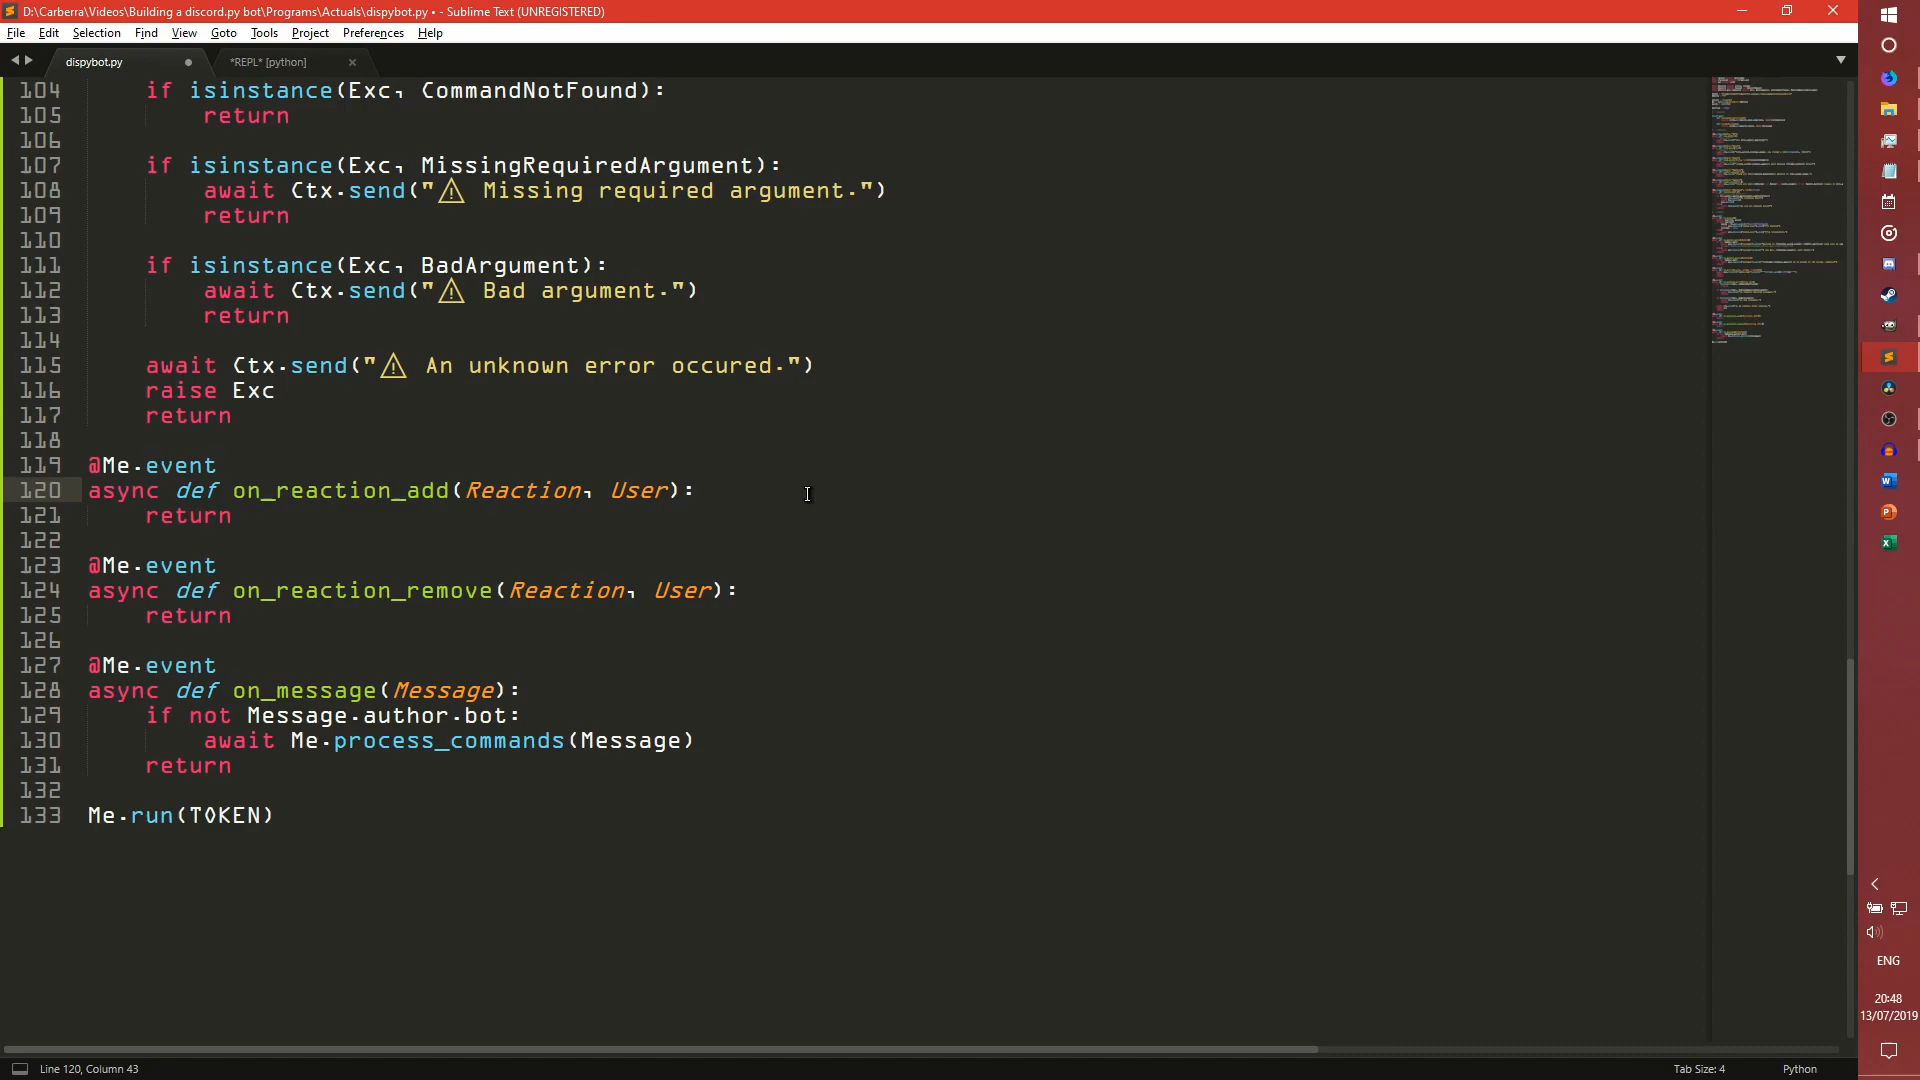 D:\Carberra\Videos\Building a discord.py bot\Programs\Actuals\dispybot.py • - Sublime Text (UNREGISTERED)
File Edit Selection Find View Goto Tools Project Preferences Help
dispybot.py *REPL* [python]
104 if isinstance(Exc, CommandNotFound):
105 return
106
107 if isinstance(Exc, MissingRequiredArgument):
108 await Ctx.send("⚠ Missing required argument.")
109 return
110
111 if isinstance(Exc, BadArgument):
112 await Ctx.send("⚠ Bad argument.")
113 return
114
115 await Ctx.send("⚠ An unknown error occured.")
116 raise Exc
117 return
118
119 @Me.event
120 async def on_reaction_add(Reaction, User):
121 return
122
123 @Me.event
124 async def on_reaction_remove(Reaction, User):
125 return
126
127 @Me.event
128 async def on_message(Message):
129 if not Message.author.bot:
130 await Me.process_commands(Message)
131 return
132
133 Me.run(TOKEN)
Line 120, Column 43
Tab Size: 4 Python
ENG
20:48
13/07/2019